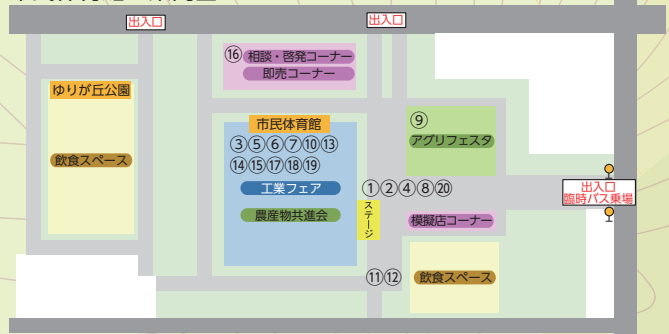 出入口
出入口
⑯ 相談・啓発コーナー
即売コーナー
ゆりが丘公園
飲食スペース
市民体育館
③⑤⑥⑦⑩⑬
⑭⑮⑰⑱⑲
工業フェア
農産物共進会
⑨
アグリフェスタ
①②④⑧⑳
ステージ
模擬店コーナー
出入口
臨時バス乗場
⑪⑫
飲食スペース